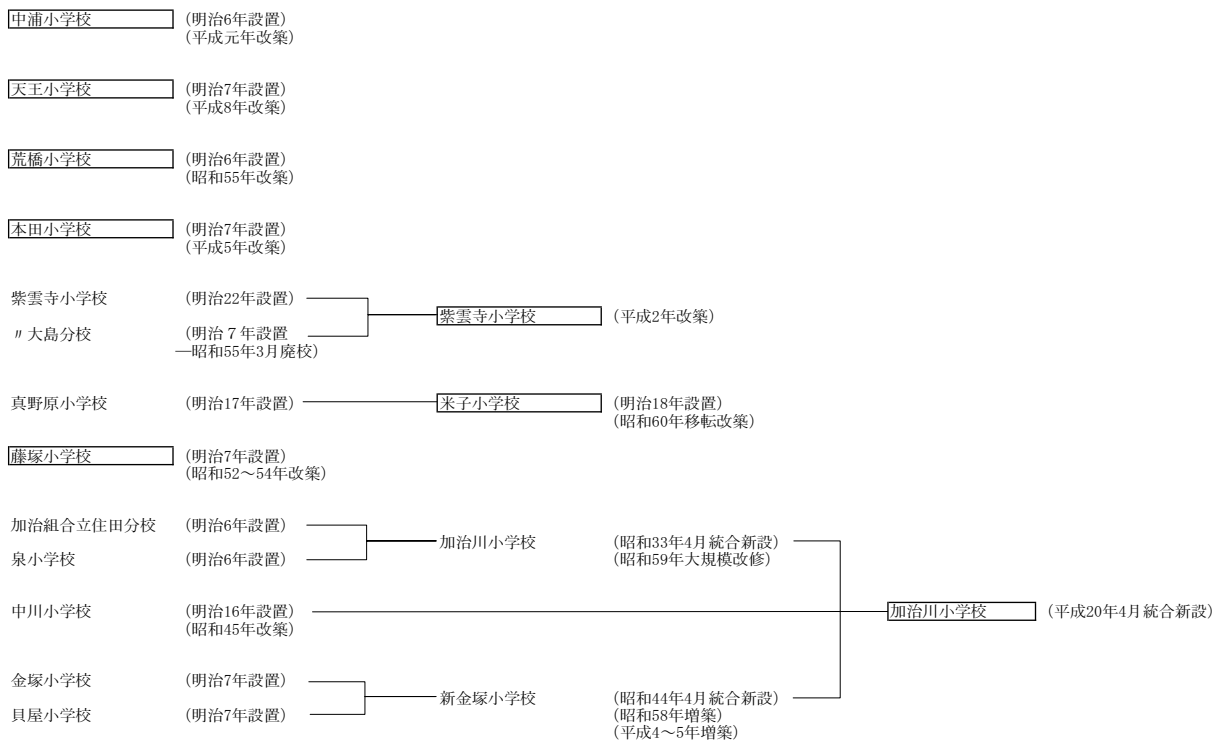 中浦小学校 (明治6年設置)
(平成元年改築)
天王小学校 (明治7年設置)
(平成8年改築)
荒橋小学校 (明治6年設置)
(昭和55年改築)
本田小学校 (明治7年設置)
(平成5年改築)
紫雲寺小学校 (明治22年設置)
紫雲寺小学校 (平成2年改築)
〃大島分校 (明治７年設置
―昭和55年3月廃校)
真野原小学校 (明治17年設置) 米子小学校 (明治18年設置)
(昭和60年移転改築)
藤塚小学校 (明治7年設置)
(昭和52～54年改築)
加治組合立住田分校 (明治6年設置)
加治川小学校 (昭和33年4月統合新設)
泉小学校 (明治6年設置) (昭和59年大規模改修)
中川小学校 (明治16年設置) 加治川小学校 (平成20年4月統合新設)
(昭和45年改築)
金塚小学校 (明治7年設置)
新金塚小学校 (昭和44年4月統合新設)
貝屋小学校 (明治7年設置) (昭和58年増築)
(平成4～5年増築)